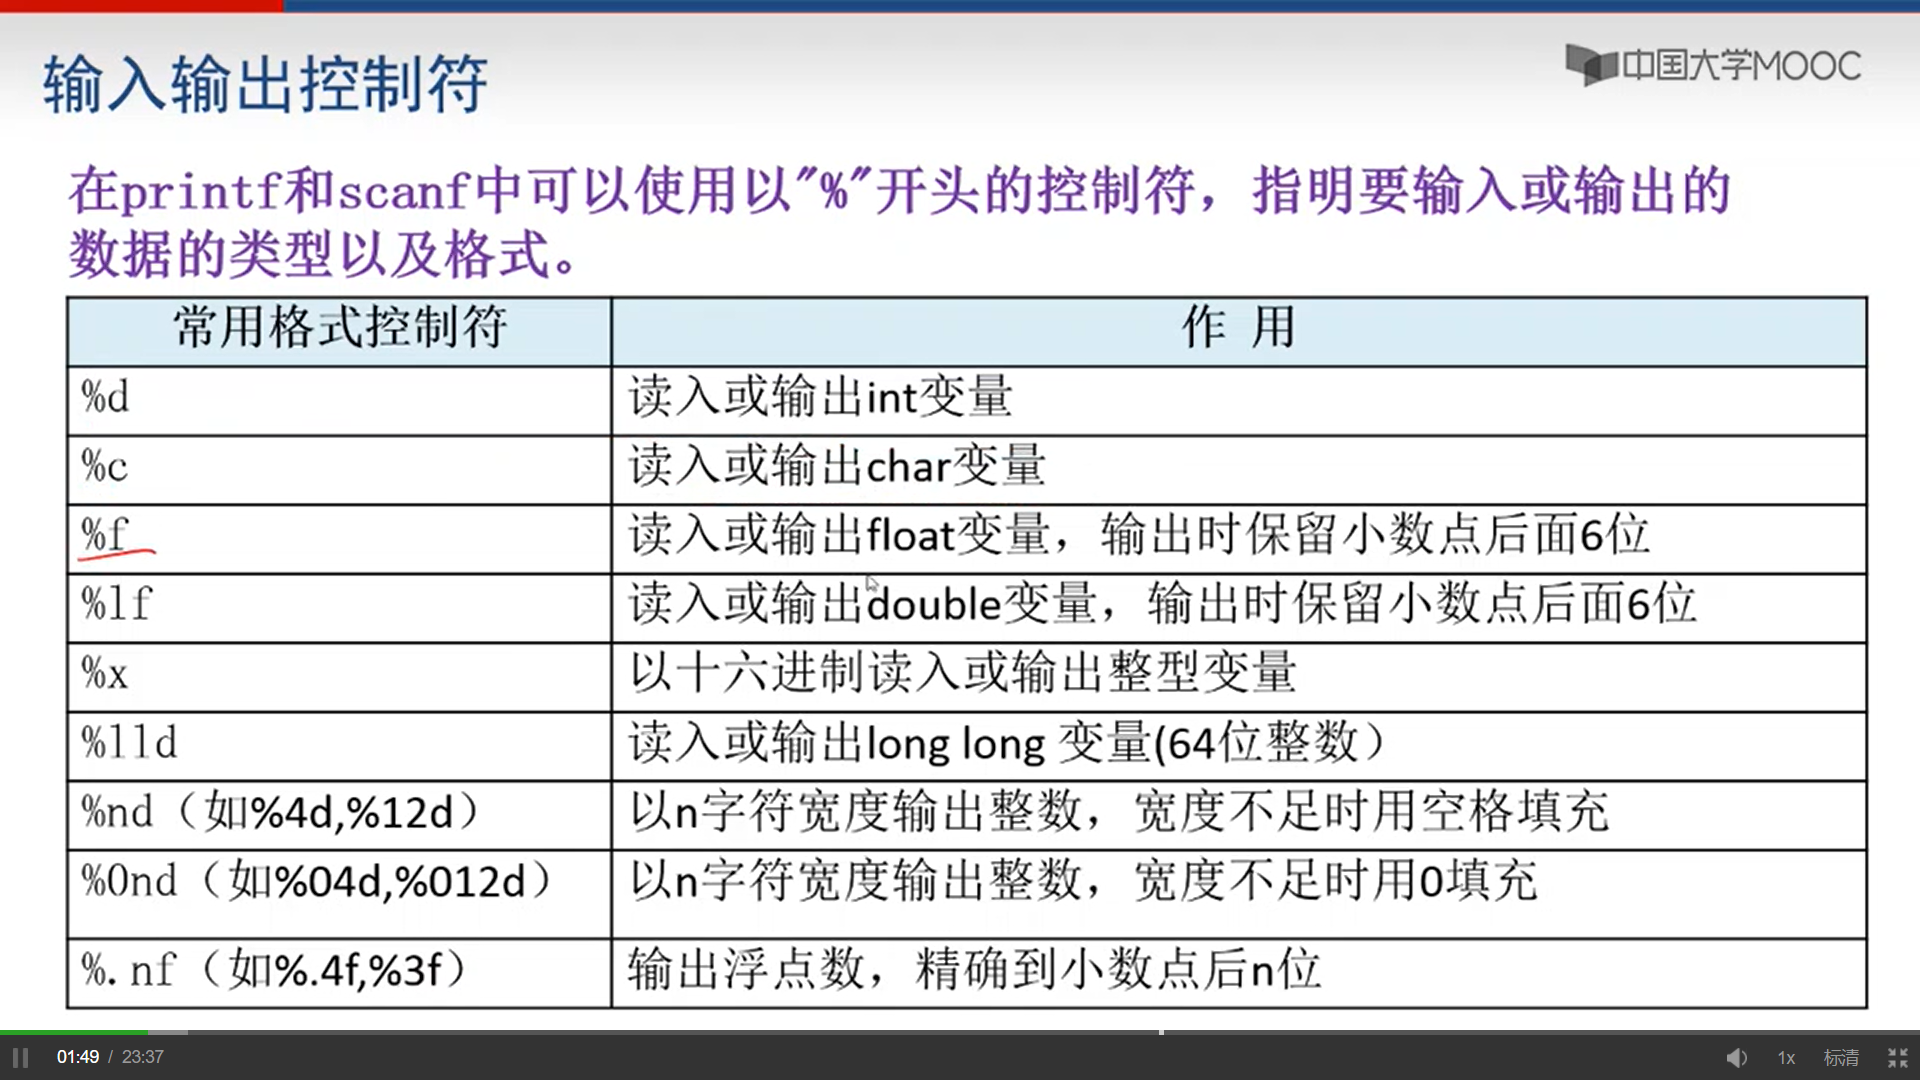 输入输出控制符
中国大学MOOC
在printf和scanf中可以使用以"%"开头的控制符，指明要输入或输出的
数据的类型以及格式。
常用格式控制符 作 用
%d 读入或输出int变量
%c 读入或输出char变量
%f 读入或输出float变量，输出时保留小数点后面6位
%lf 读入或输出double变量，输出时保留小数点后面6位
%x 以十六进制读入或输出整型变量
%lld 读入或输出long long 变量(64位整数）
%nd（如%4d,%12d） 以n字符宽度输出整数，宽度不足时用空格填充
%0nd（如%04d,%012d） 以n字符宽度输出整数，宽度不足时用0填充
%.nf（如%.4f,%3f） 输出浮点数，精确到小数点后n位
01:49 / 23:37 1x 标清